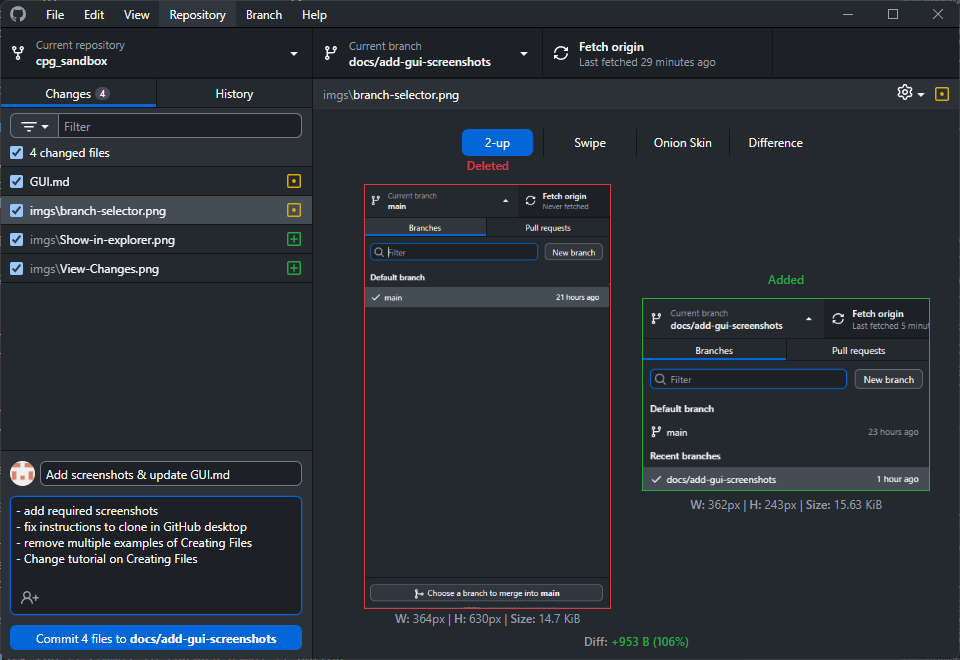 File Edit View Repository Branch Help
Current repository
cpg_sandbox
Current branch
docs/add-gui-screenshots
Fetch origin
Last fetched 29 minutes ago
Changes 4
History
imgs\branch-selector.png
Filter
4 changed files
GUI.md
imgs\branch-selector.png
imgs\Show-in-explorer.png
imgs\View-Changes.png
Add screenshots & update GUI.md
- add required screenshots
- fix instructions to clone in GitHub desktop
- remove multiple examples of Creating Files
- Change tutorial on Creating Files
Commit 4 files to docs/add-gui-screenshots
2-up Swipe Onion Skin Difference
Deleted
Current branch
main
Fetch origin
Never fetched
Branches Pull requests
Filter New branch
Default branch
main 21 hours ago
Choose a branch to merge into main
W: 364px | H: 630px | Size: 14.7 KiB
Added
Current branch
docs/add-gui-screenshots
Fetch origin
Last fetched 5 minut
Branches Pull requests
Filter New branch
Default branch
main 23 hours ago
Recent branches
docs/add-gui-screenshots 1 hour ago
W: 362px | H: 243px | Size: 15.63 KiB
Diff: +953 B (106%)